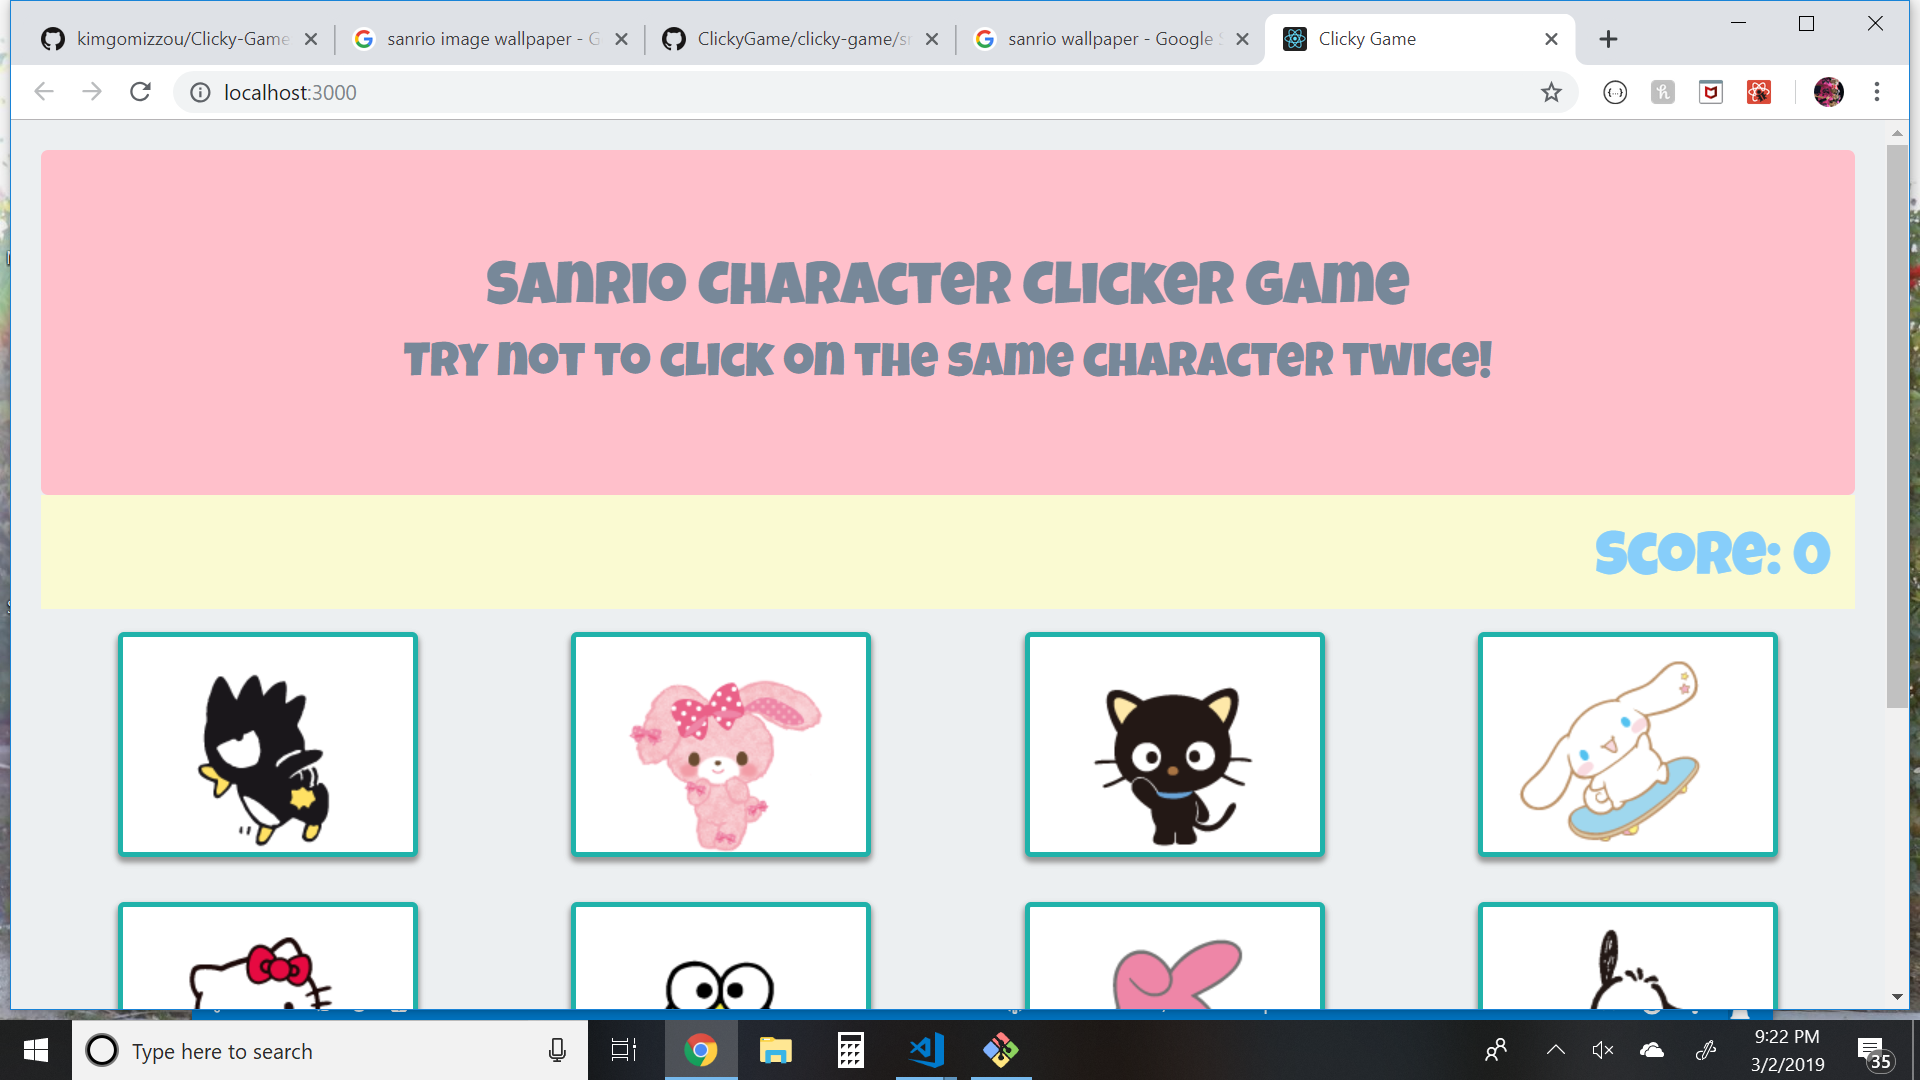 kimgomizzou/Clicky-Game
sanrio image wallpaper - G
ClickyGame/clicky-game/sr
sanrio wallpaper - Google S
Clicky Game
localhost:3000
Sanrio Character Clicker Game
Try not to click on the same character twice!
Score: 0
Type here to search
9:22 PM
3/2/2019
35